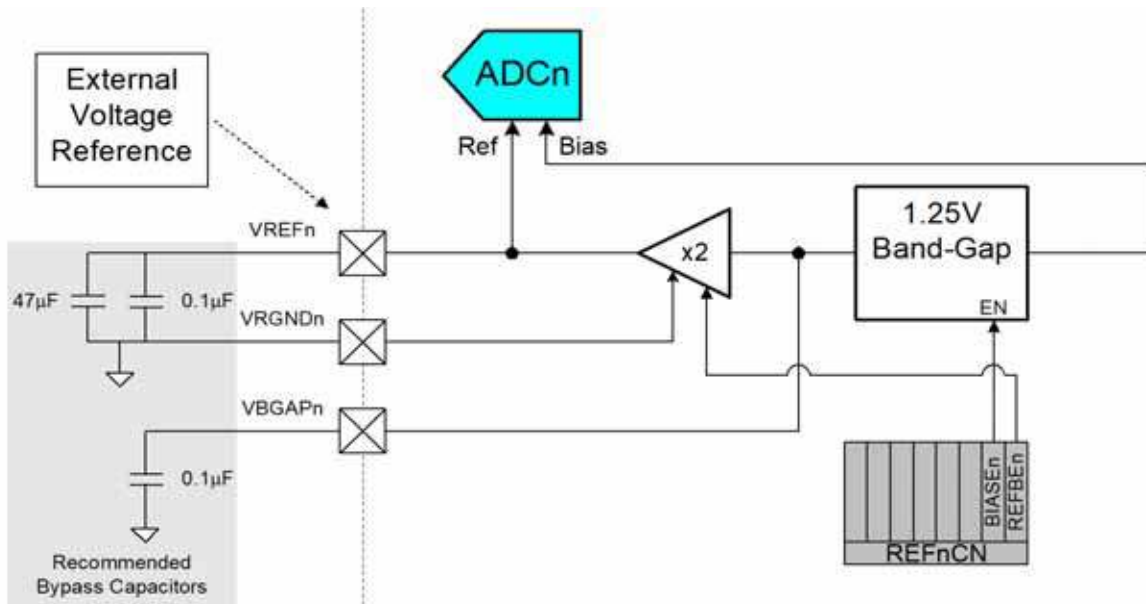 External
Voltage
Reference
ADCn
Ref
Bias
1.25V
Band-Gap
EN
x2
VREFn
47µF
0.1µF
VRGNDn
VBGAPn
0.1µF
BIASEn
REFBEn
REFnCN
Recommended
Bypass Capacitors